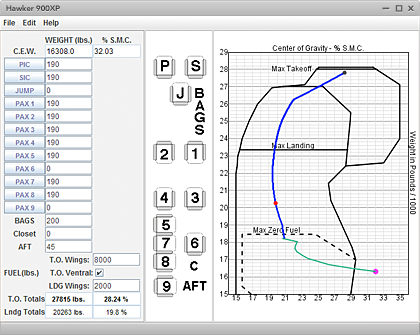 Hawker 900XP
Edit Help
WEIGHT (lbs.) % S.M.C.
C.E.W. 16308.0 32.03
PIC 190
SIC 190
JUMP 0
PAX 1 190
PAX 2 190
PAX 3 190
PAX 4 190
PAX 5 190
PAX 6 0
PAX 7 190
PAX 8 190
PAX 9 0
BAGS 200
Closet 0
AFT 45
T.O. Wings: 8000
FUEL(lbs.) T.O. Ventral:
LDG Wings: 2000
T.O. Totals 27815 lbs. 28.24 %
Lndg Totals 20263 lbs. 19.8 %
P S
J BAGS
2 1
4 3
5
7 6
8 C
9 AFT
Center of Gravity - % S.M.C.
Max Takeoff
Max Landing
Max Zero Fuel
29
28
27
26
25
24
23
22
21
20
19
18
17
16
15
15 17 19 21 23 25 27 29 31 33 35
Weight in Pounds / 1000